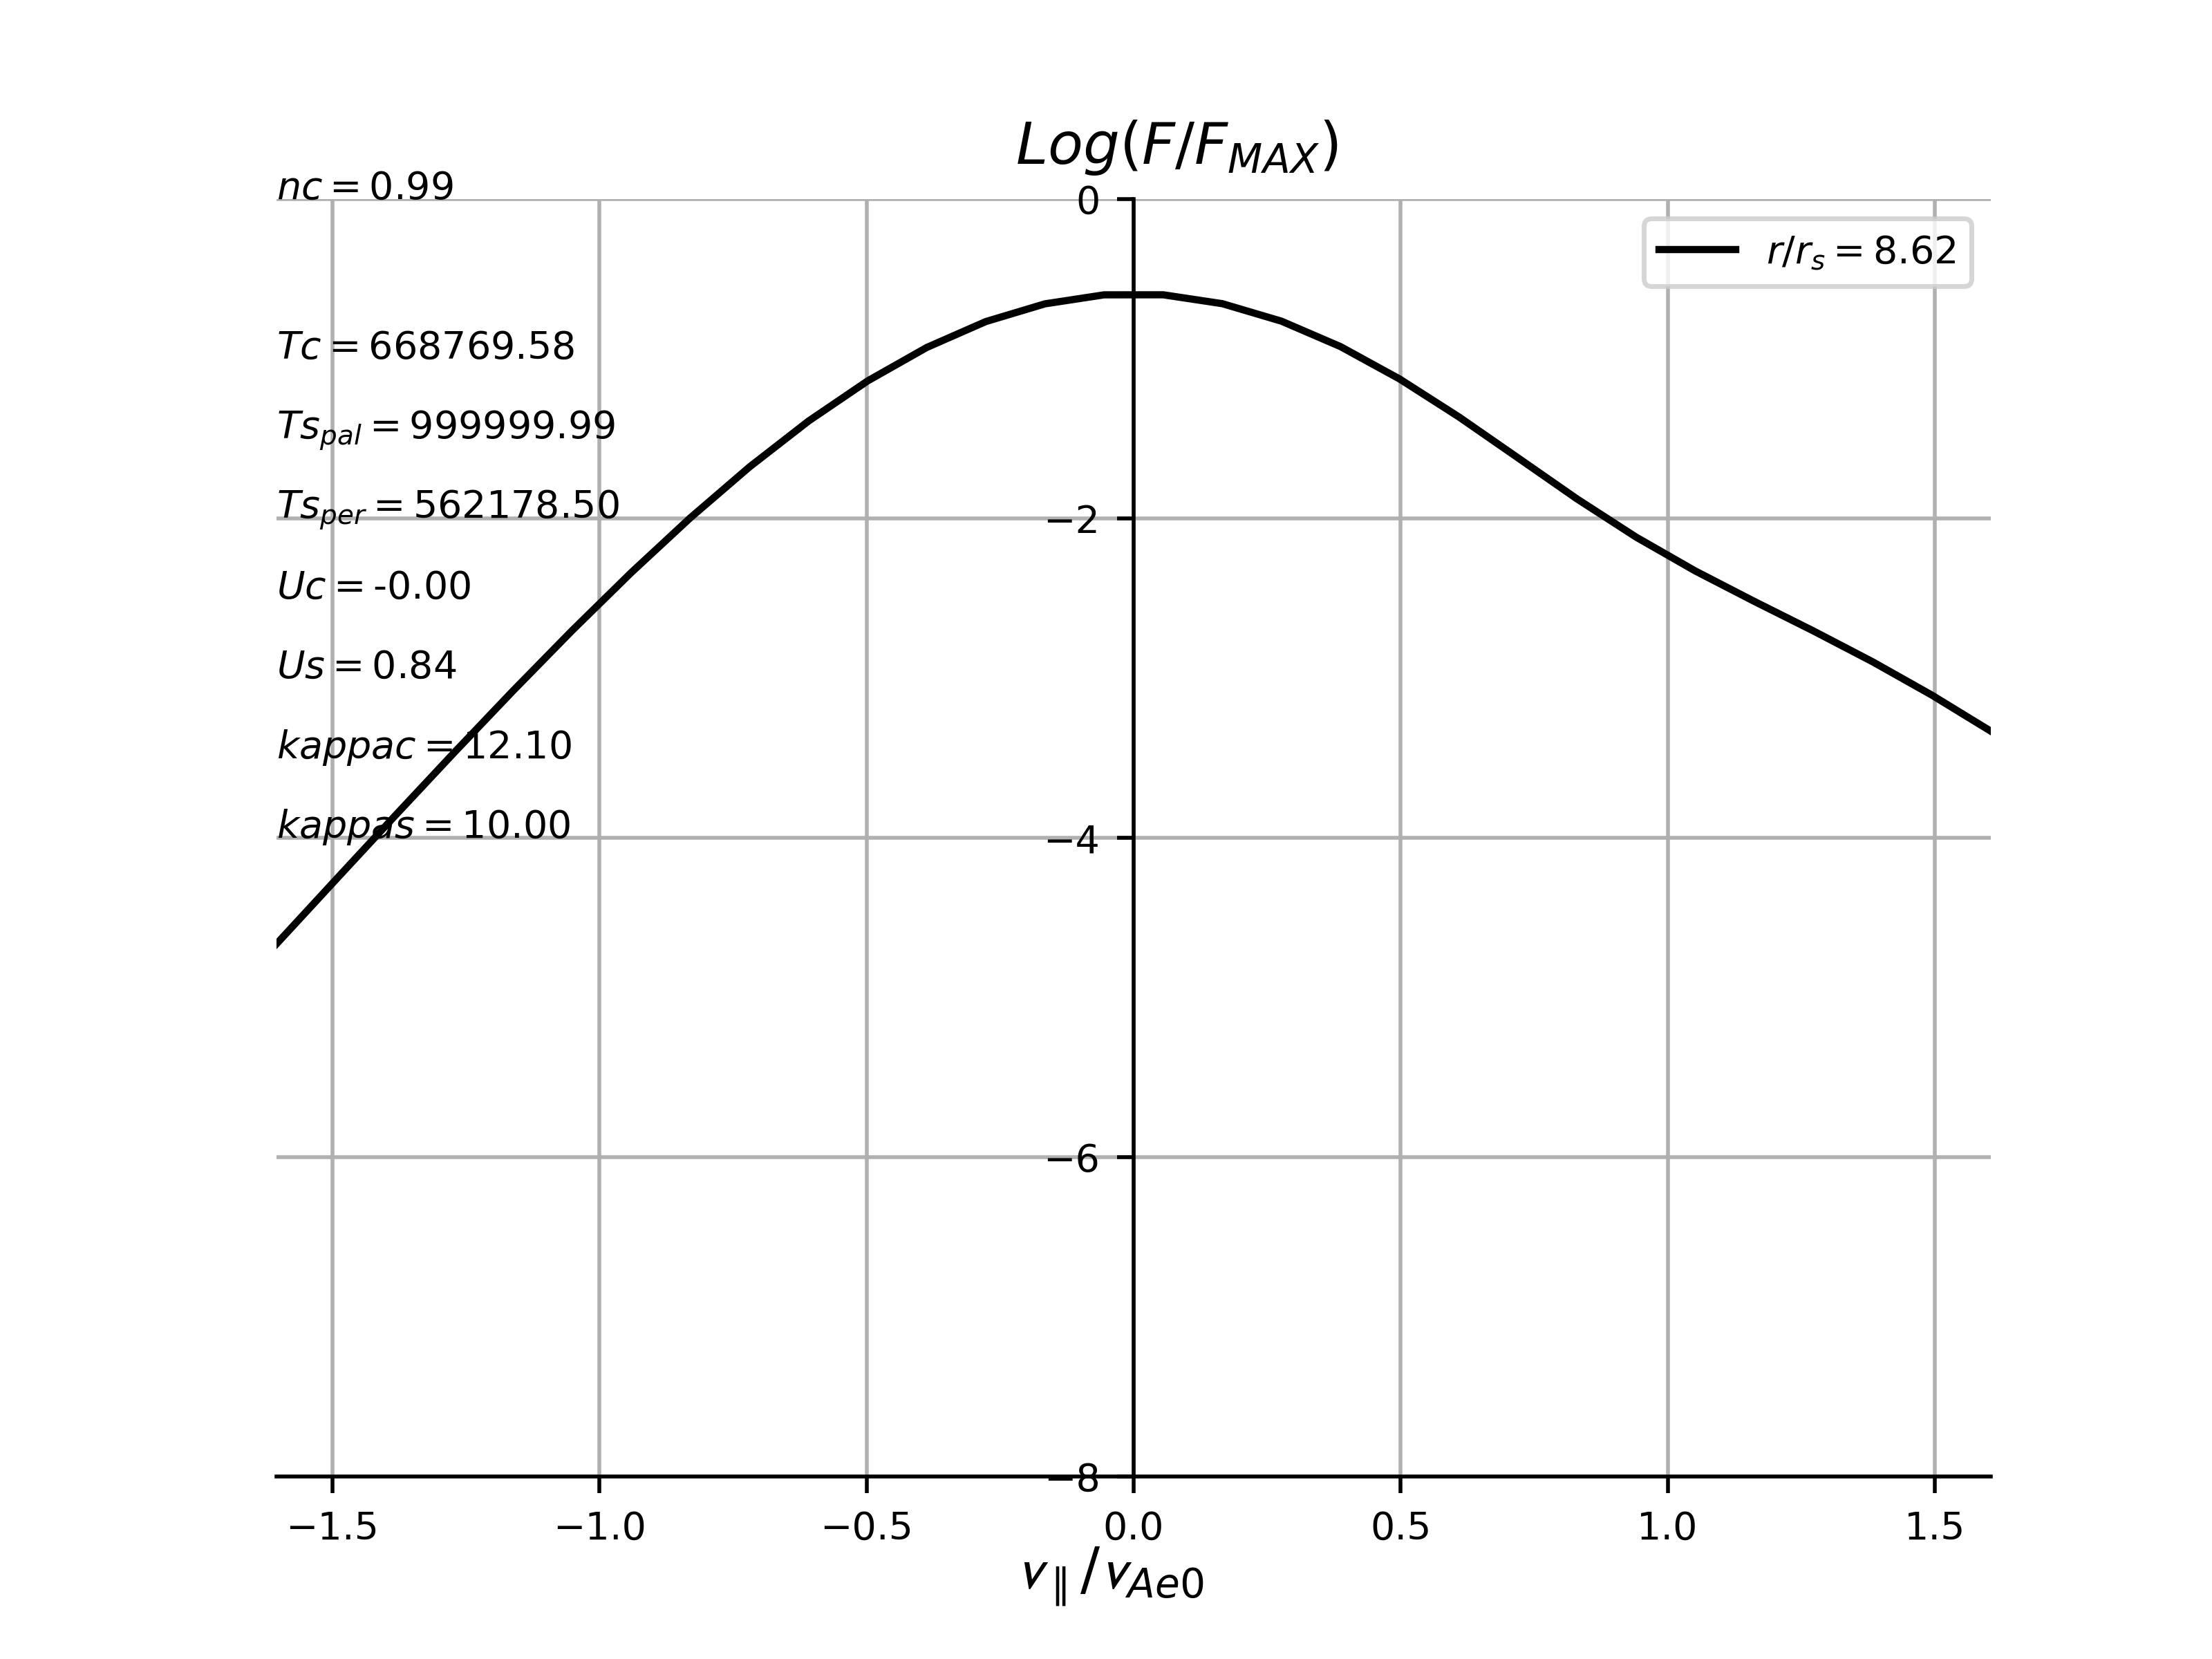 Log(F/F_MAX)
nc = 0.99
0
r/r_s = 8.62
Tc = 668769.58
Ts_pal = 999999.99
Ts_per = 562178.50
−2
Uc = -0.00
Us = 0.84
kappac = 12.10
kappas = 10.00
−4
−6
−8
−1.5 −1.0 −0.5 0.0 0.5 1.0 1.5
v_∥/v_Ae0